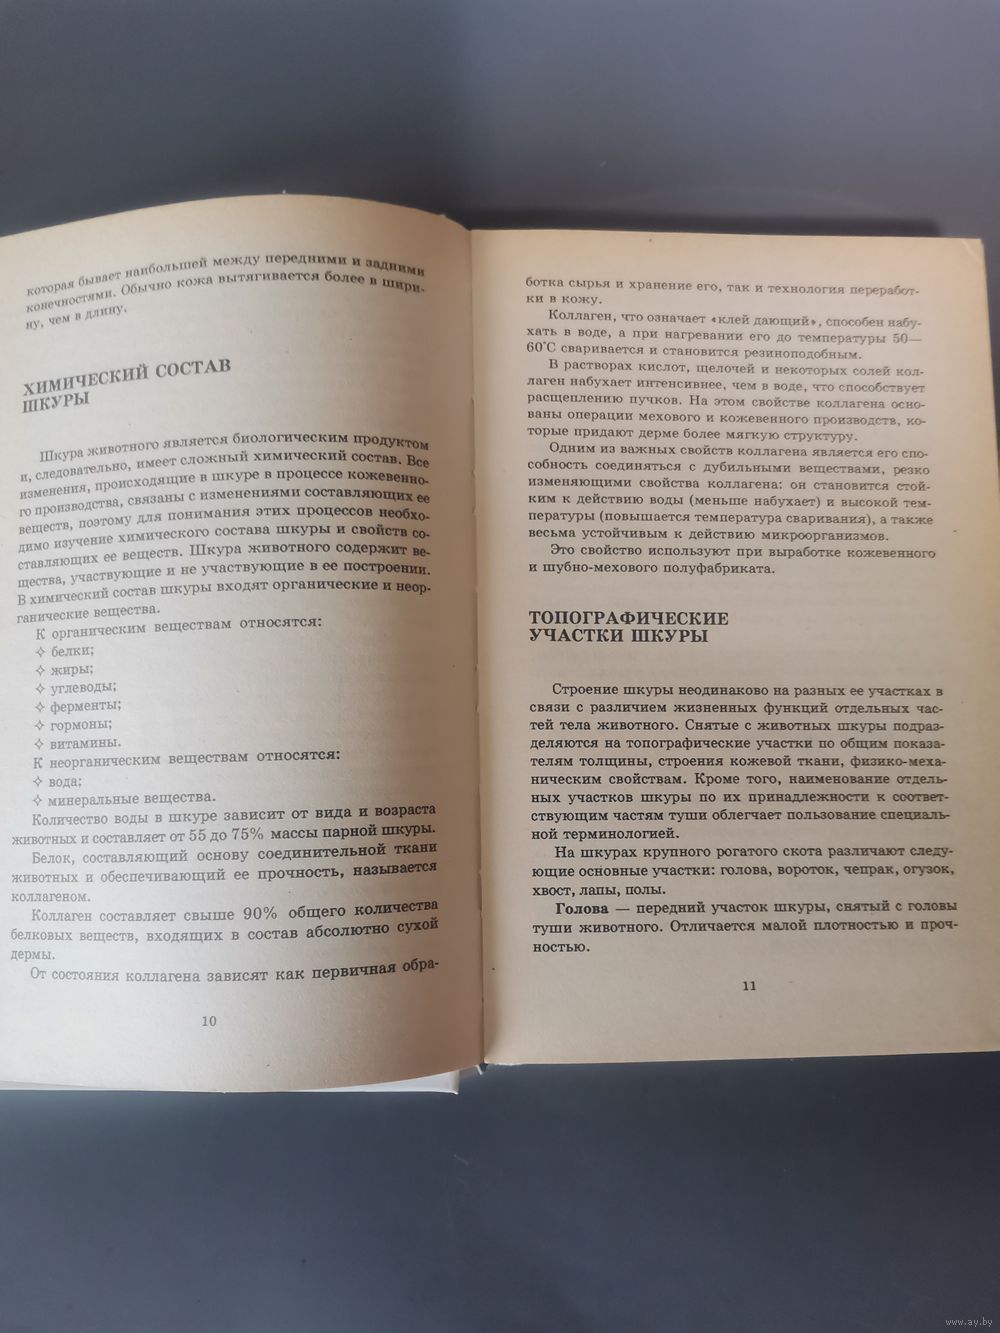 которая бывает наибольшей между передними и задними
конечностями. Обычно кожа вытягивается более в шири-
ну, чем в длину.
ХИМИЧЕСКИЙ СОСТАВ
ШКУРЫ
Шкура животного является биологическим продуктом
и, следовательно, имеет сложный химический состав. Все
изменения, происходящие в шкуре в процессе кожевенно-
го производства, связаны с изменениями составляющих ее
веществ, поэтому для понимания этих процессов необхо-
димо изучение химического состава шкуры и свойств со-
ставляющих ее веществ. Шкура животного содержит ве-
щества, участвующие и не участвующие в ее построении.
В химический состав шкуры входят органические и неор-
ганические вещества.
К органическим веществам относятся:
✧ белки;
✧ жиры;
✧ углеводы;
✧ ферменты;
✧ гормоны;
✧ витамины.
К неорганическим веществам относятся:
✧ вода;
✧ минеральные вещества.
Количество воды в шкуре зависит от вида и возраста
животных и составляет от 55 до 75% массы парной шкуры.
Белок, составляющий основу соединительной ткани
животных и обеспечивающий ее прочность, называется
коллагеном.
Коллаген составляет свыше 90% общего количества
белковых веществ, входящих в состав абсолютно сухой
дермы.
От состояния коллагена зависят как первичная обра-
10
ботка сырья и хранение его, так и технология переработ-
ки в кожу.
Коллаген, что означает «клей дающий», способен набу-
хать в воде, а при нагревании его до температуры 50—
60°С сваривается и становится резиноподобным.
В растворах кислот, щелочей и некоторых солей кол-
лаген набухает интенсивнее, чем в воде, что способствует
расщеплению пучков. На этом свойстве коллагена осно-
ваны операции мехового и кожевенного производств, ко-
торые придают дерме более мягкую структуру.
Одним из важных свойств коллагена является его спо-
собность соединяться с дубильными веществами, резко
изменяющими свойства коллагена: он становится стой-
ким к действию воды (меньше набухает) и высокой тем-
пературы (повышается температура сваривания), а также
весьма устойчивым к действию микроорганизмов.
Это свойство используют при выработке кожевенного
и шубно-мехового полуфабриката.
ТОПОГРАФИЧЕСКИЕ
УЧАСТКИ ШКУРЫ
Строение шкуры неодинаково на разных ее участках в
связи с различием жизненных функций отдельных час-
тей тела животного. Снятые с животных шкуры подраз-
деляются на топографические участки по общим показа-
телям толщины, строения кожевой ткани, физико-меха-
ническим свойствам. Кроме того, наименование отдель-
ных участков шкуры по их принадлежности к соответ-
ствующим частям туши облегчает пользование специаль-
ной терминологией.
На шкурах крупного рогатого скота различают следу-
ющие основные участки: голова, вороток, чепрак, огузок,
хвост, лапы, полы.
Голова — передний участок шкуры, снятый с головы
туши животного. Отличается малой плотностью и проч-
ностью.
11
www.ay.by